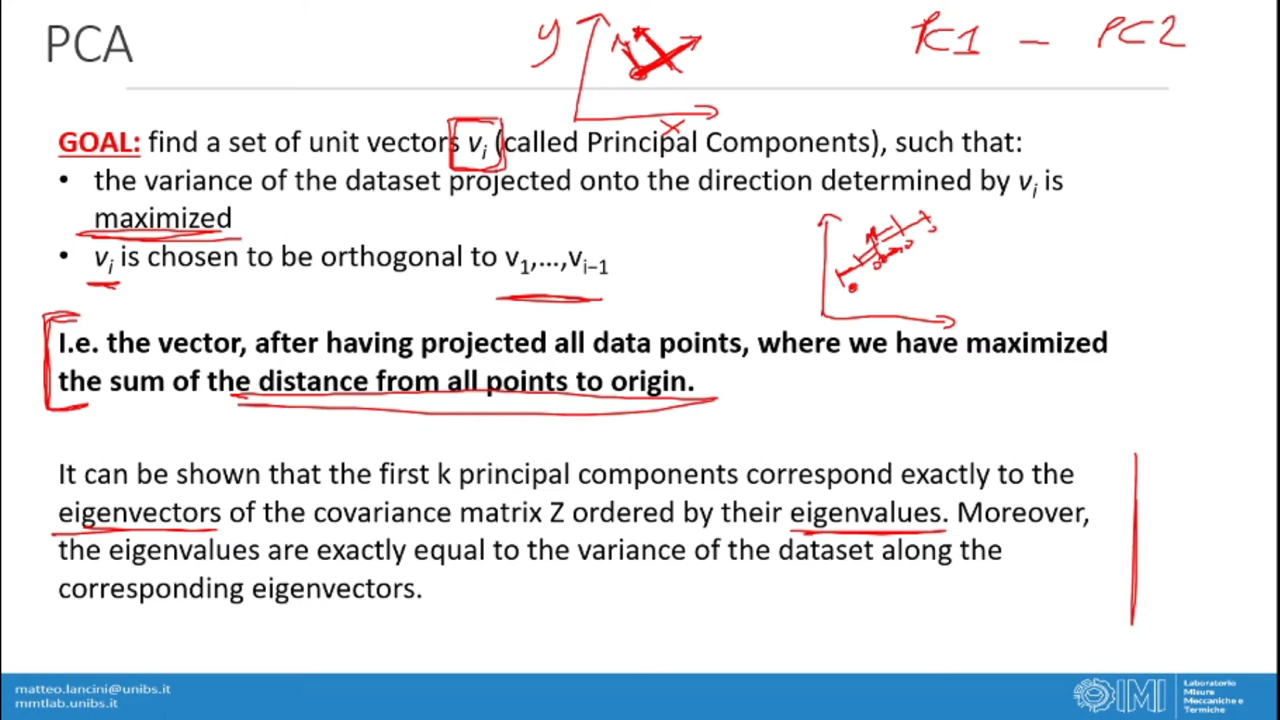 PCA
y
x
PC1 - PC2
GOAL: find a set of unit vectors vi (called Principal Components), such that:
• the variance of the dataset projected onto the direction determined by vi is
maximized
• vi is chosen to be orthogonal to v1,…,vi−1
I.e. the vector, after having projected all data points, where we have maximized
the sum of the distance from all points to origin.
It can be shown that the first k principal components correspond exactly to the
eigenvectors of the covariance matrix Z ordered by their eigenvalues. Moreover,
the eigenvalues are exactly equal to the variance of the dataset along the
corresponding eigenvectors.
matteo.lancini@unibs.it
mmtlab.unibs.it
IMI
Laboratorio
Misure
Meccaniche e
Termiche